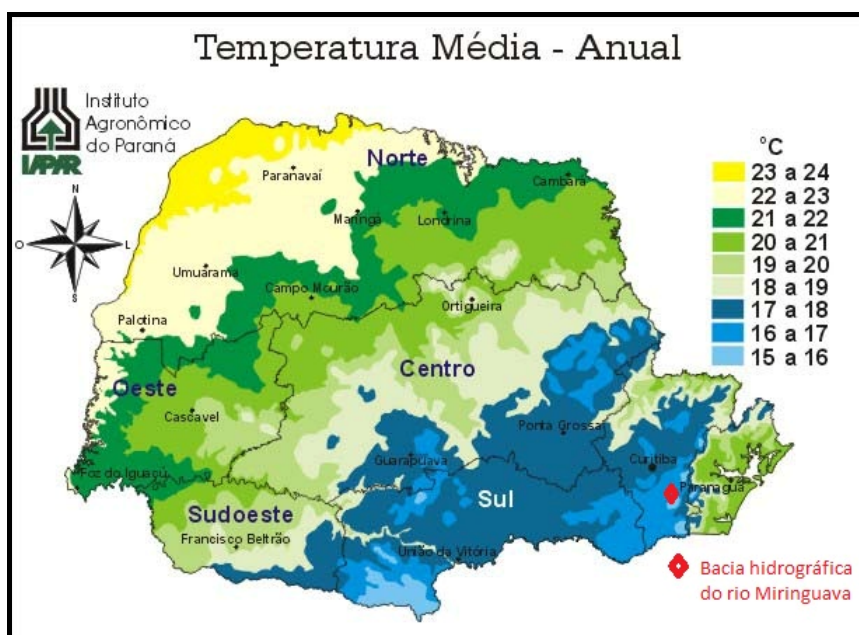 Temperatura Média - Anual
Instituto
Agronômico
do Paraná
IAPAR
N
O
L
S
°C
23 a 24
22 a 23
21 a 22
20 a 21
19 a 20
18 a 19
17 a 18
16 a 17
15 a 16
Norte
Paranavaí
Cambará
Maringá
Londrina
Umuarama
Campo Mourão
Ortigueira
Palotina
Centro
Oeste
Cascavel
Ponta Grossa
Guarapuava
Curitiba
Foz do Iguaçú
Paranaguá
Sul
Sudoeste
Francisco Beltrão
União da Vitória
Bacia hidrográfica
do rio Miringuava